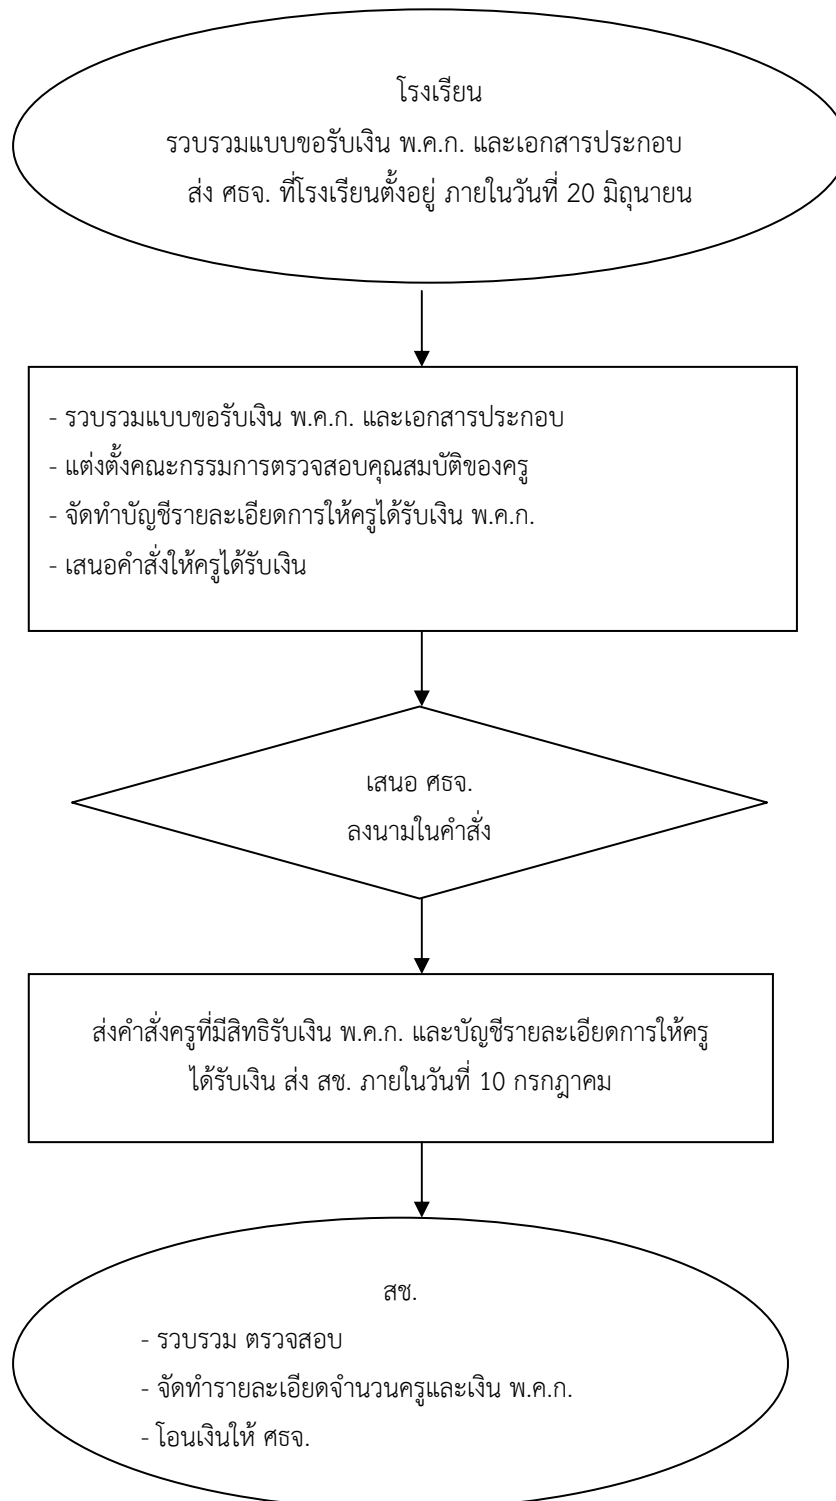 โรงเรียน
รวบรวมแบบขอรับเงิน พ.ค.ก. และเอกสารประกอบ
ส่ง ศธจ. ที่โรงเรียนตั้งอยู่ ภายในวันที่ 20 มิถุนายน
- รวบรวมแบบขอรับเงิน พ.ค.ก. และเอกสารประกอบ
- แต่งตั้งคณะกรรมการตรวจสอบคุณสมบัติของครู
- จัดทำบัญชีรายละเอียดการให้ครูได้รับเงิน พ.ค.ก.
- เสนอคำสั่งให้ครูได้รับเงิน
เสนอ ศธจ.
ลงนามในคำสั่ง
ส่งคำสั่งครูที่มีสิทธิรับเงิน พ.ค.ก. และบัญชีรายละเอียดการให้ครู
ได้รับเงิน ส่ง สช. ภายในวันที่ 10 กรกฎาคม
สช.
- รวบรวม ตรวจสอบ
- จัดทำรายละเอียดจำนวนครูและเงิน พ.ค.ก.
- โอนเงินให้ ศธจ.